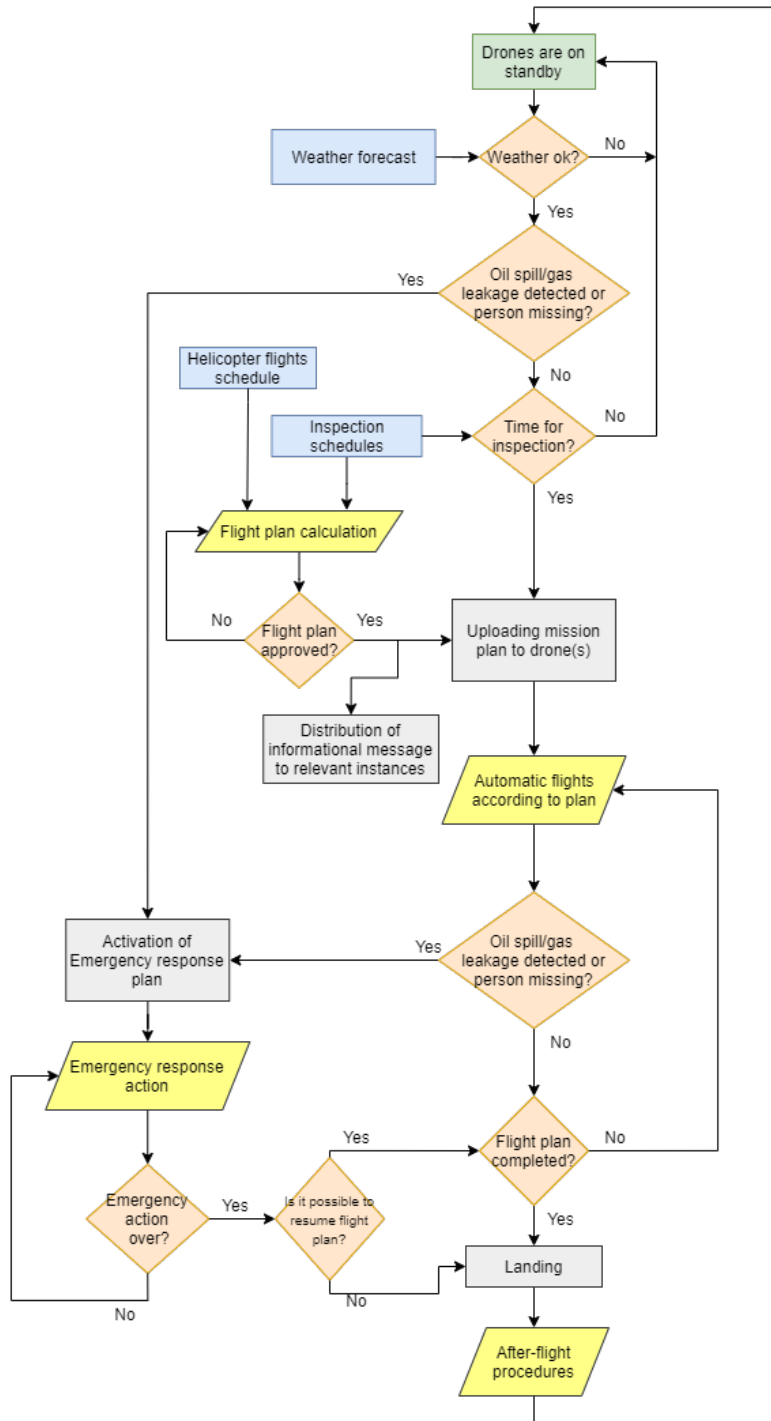 Drones are on
standby
Weather forecast
Weather ok?
No
Yes
Oil spill/gas
leakage detected or
person missing?
Yes
No
Helicopter flights
schedule
Inspection
schedules
Time for
inspection?
No
Yes
Flight plan calculation
Flight plan
approved?
No
Yes
Uploading mission
plan to drone(s)
Distribution of
informational message
to relevant instances
Automatic flights
according to plan
Oil spill/gas
leakage detected or
person missing?
Yes
No
Activation of
Emergency response
plan
Emergency response
action
Emergency
action
over?
Yes
No
Is it possible to
resume flight
plan?
Yes
No
Flight plan
completed?
No
Yes
Landing
After-flight
procedures